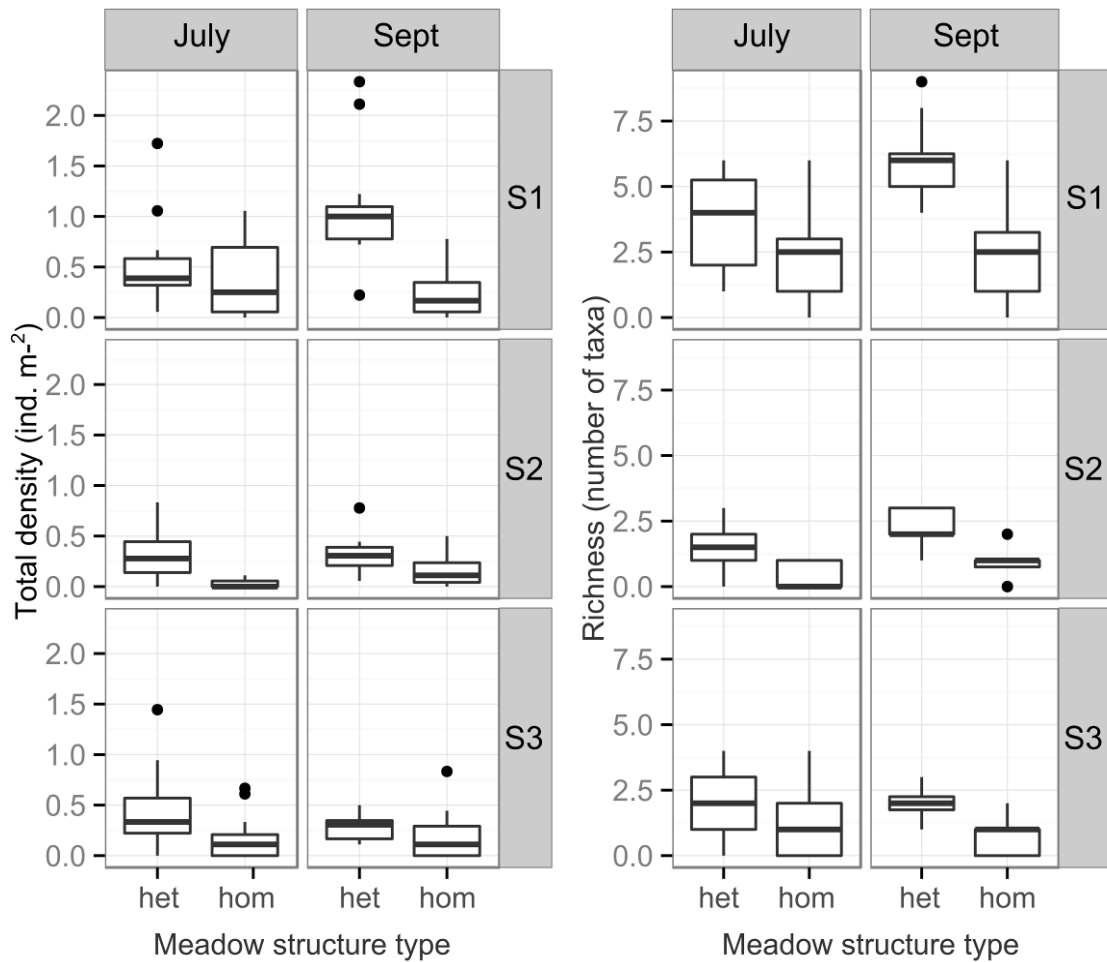 July Sept
Total density (ind. m-²)
2.0
1.5
1.0
0.5
0.0
S1
2.0
1.5
1.0
0.5
0.0
S2
2.0
1.5
1.0
0.5
0.0
S3
het hom het hom
Meadow structure type
July Sept
Richness (number of taxa)
7.5
5.0
2.5
0.0
S1
7.5
5.0
2.5
0.0
S2
7.5
5.0
2.5
0.0
S3
het hom het hom
Meadow structure type